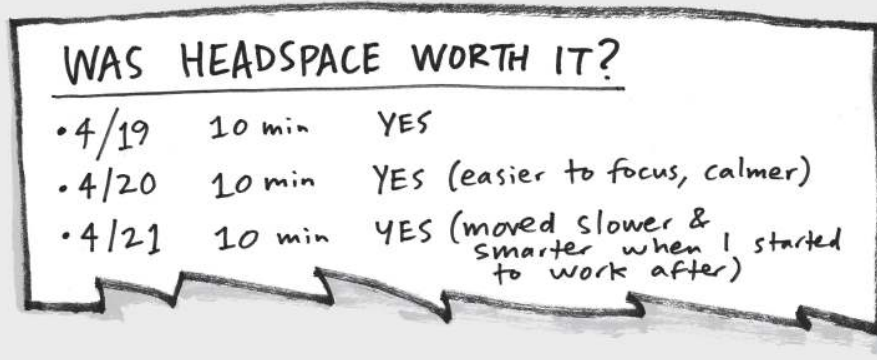 WAS HEADSPACE WORTH IT?
• 4/19 10 min YES
• 4/20 10 min YES (easier to focus, calmer)
• 4/21 10 min YES (moved slower &
smarter when I started
to work after)